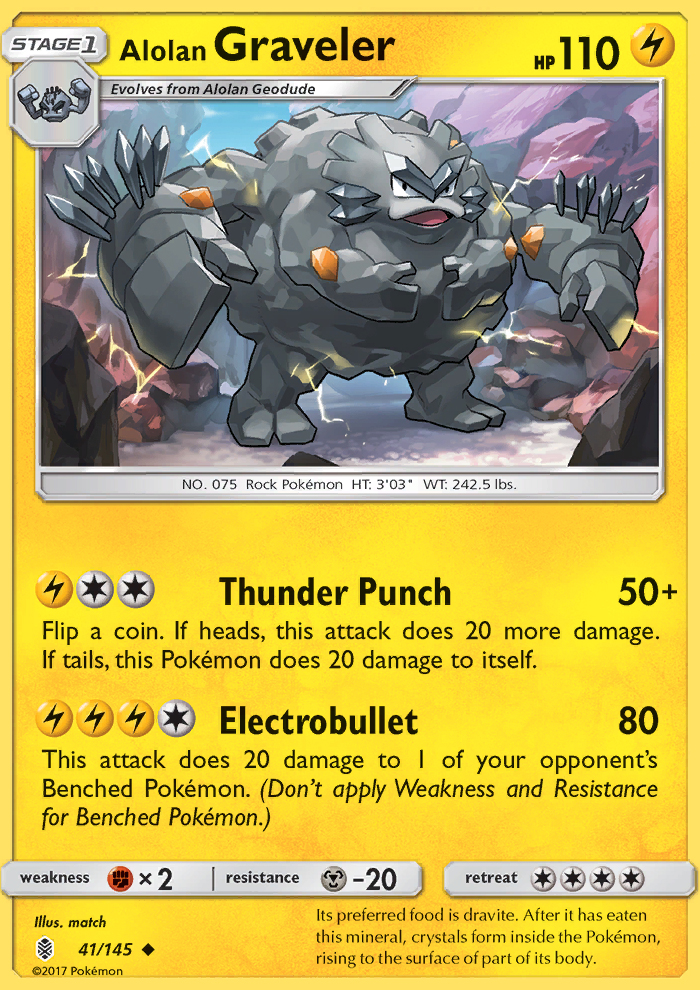 STAGE1
Alolan Graveler
HP 110
Evolves from Alolan Geodude
NO. 075 Rock Pokémon HT: 3'03" WT: 242.5 lbs.
Thunder Punch 50+
Flip a coin. If heads, this attack does 20 more damage.
If tails, this Pokémon does 20 damage to itself.
Electrobullet 80
This attack does 20 damage to 1 of your opponent's
Benched Pokémon. (Don't apply Weakness and Resistance
for Benched Pokémon.)
weakness × 2 resistance –20 retreat
Illus. match
41/145
©2017 Pokémon
Its preferred food is dravite. After it has eaten
this mineral, crystals form inside the Pokémon,
rising to the surface of part of its body.